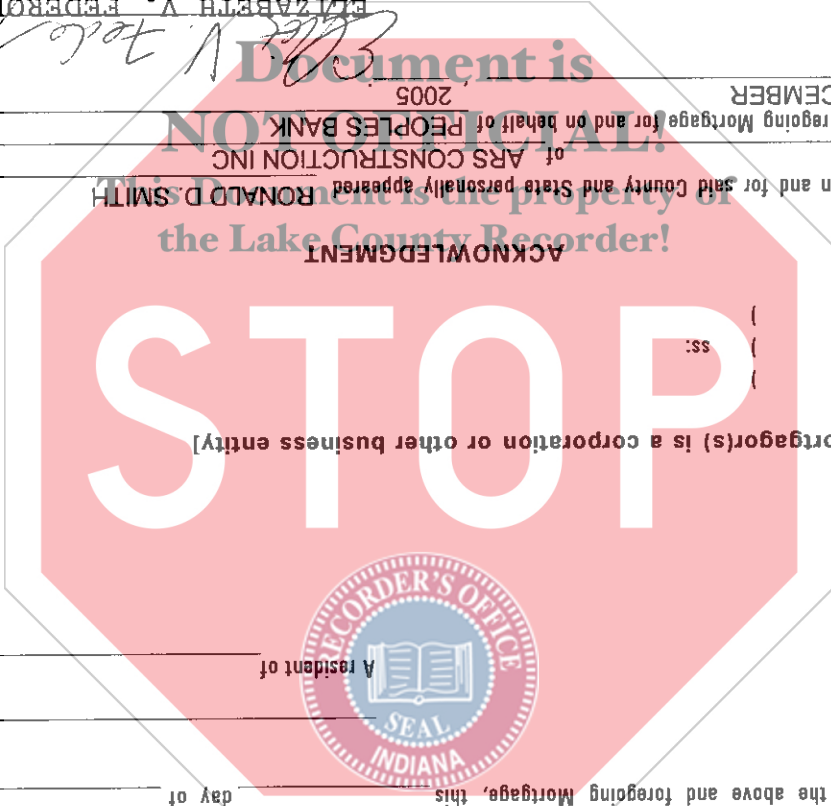 the above and foregoing Mortgage, this day of
A resident of
ortgagor(s) is a corporation or other business entity]
)
) ss:
)
ACKNOWLEDGMENT
n and for said County and State personally appeared RONALD D SMITH
of ARS CONSTRUCTION INC
regoing Mortgage for and on behalf of PEOPLES BANK
CEMBER , 2005 .
ELIZABETH V. FEDERO
Document is
NOT OFFICIAL!
This Document is the property of
the Lake County Recorder!
STOP
RECORDER'S OFFICE
SEAL
INDIANA